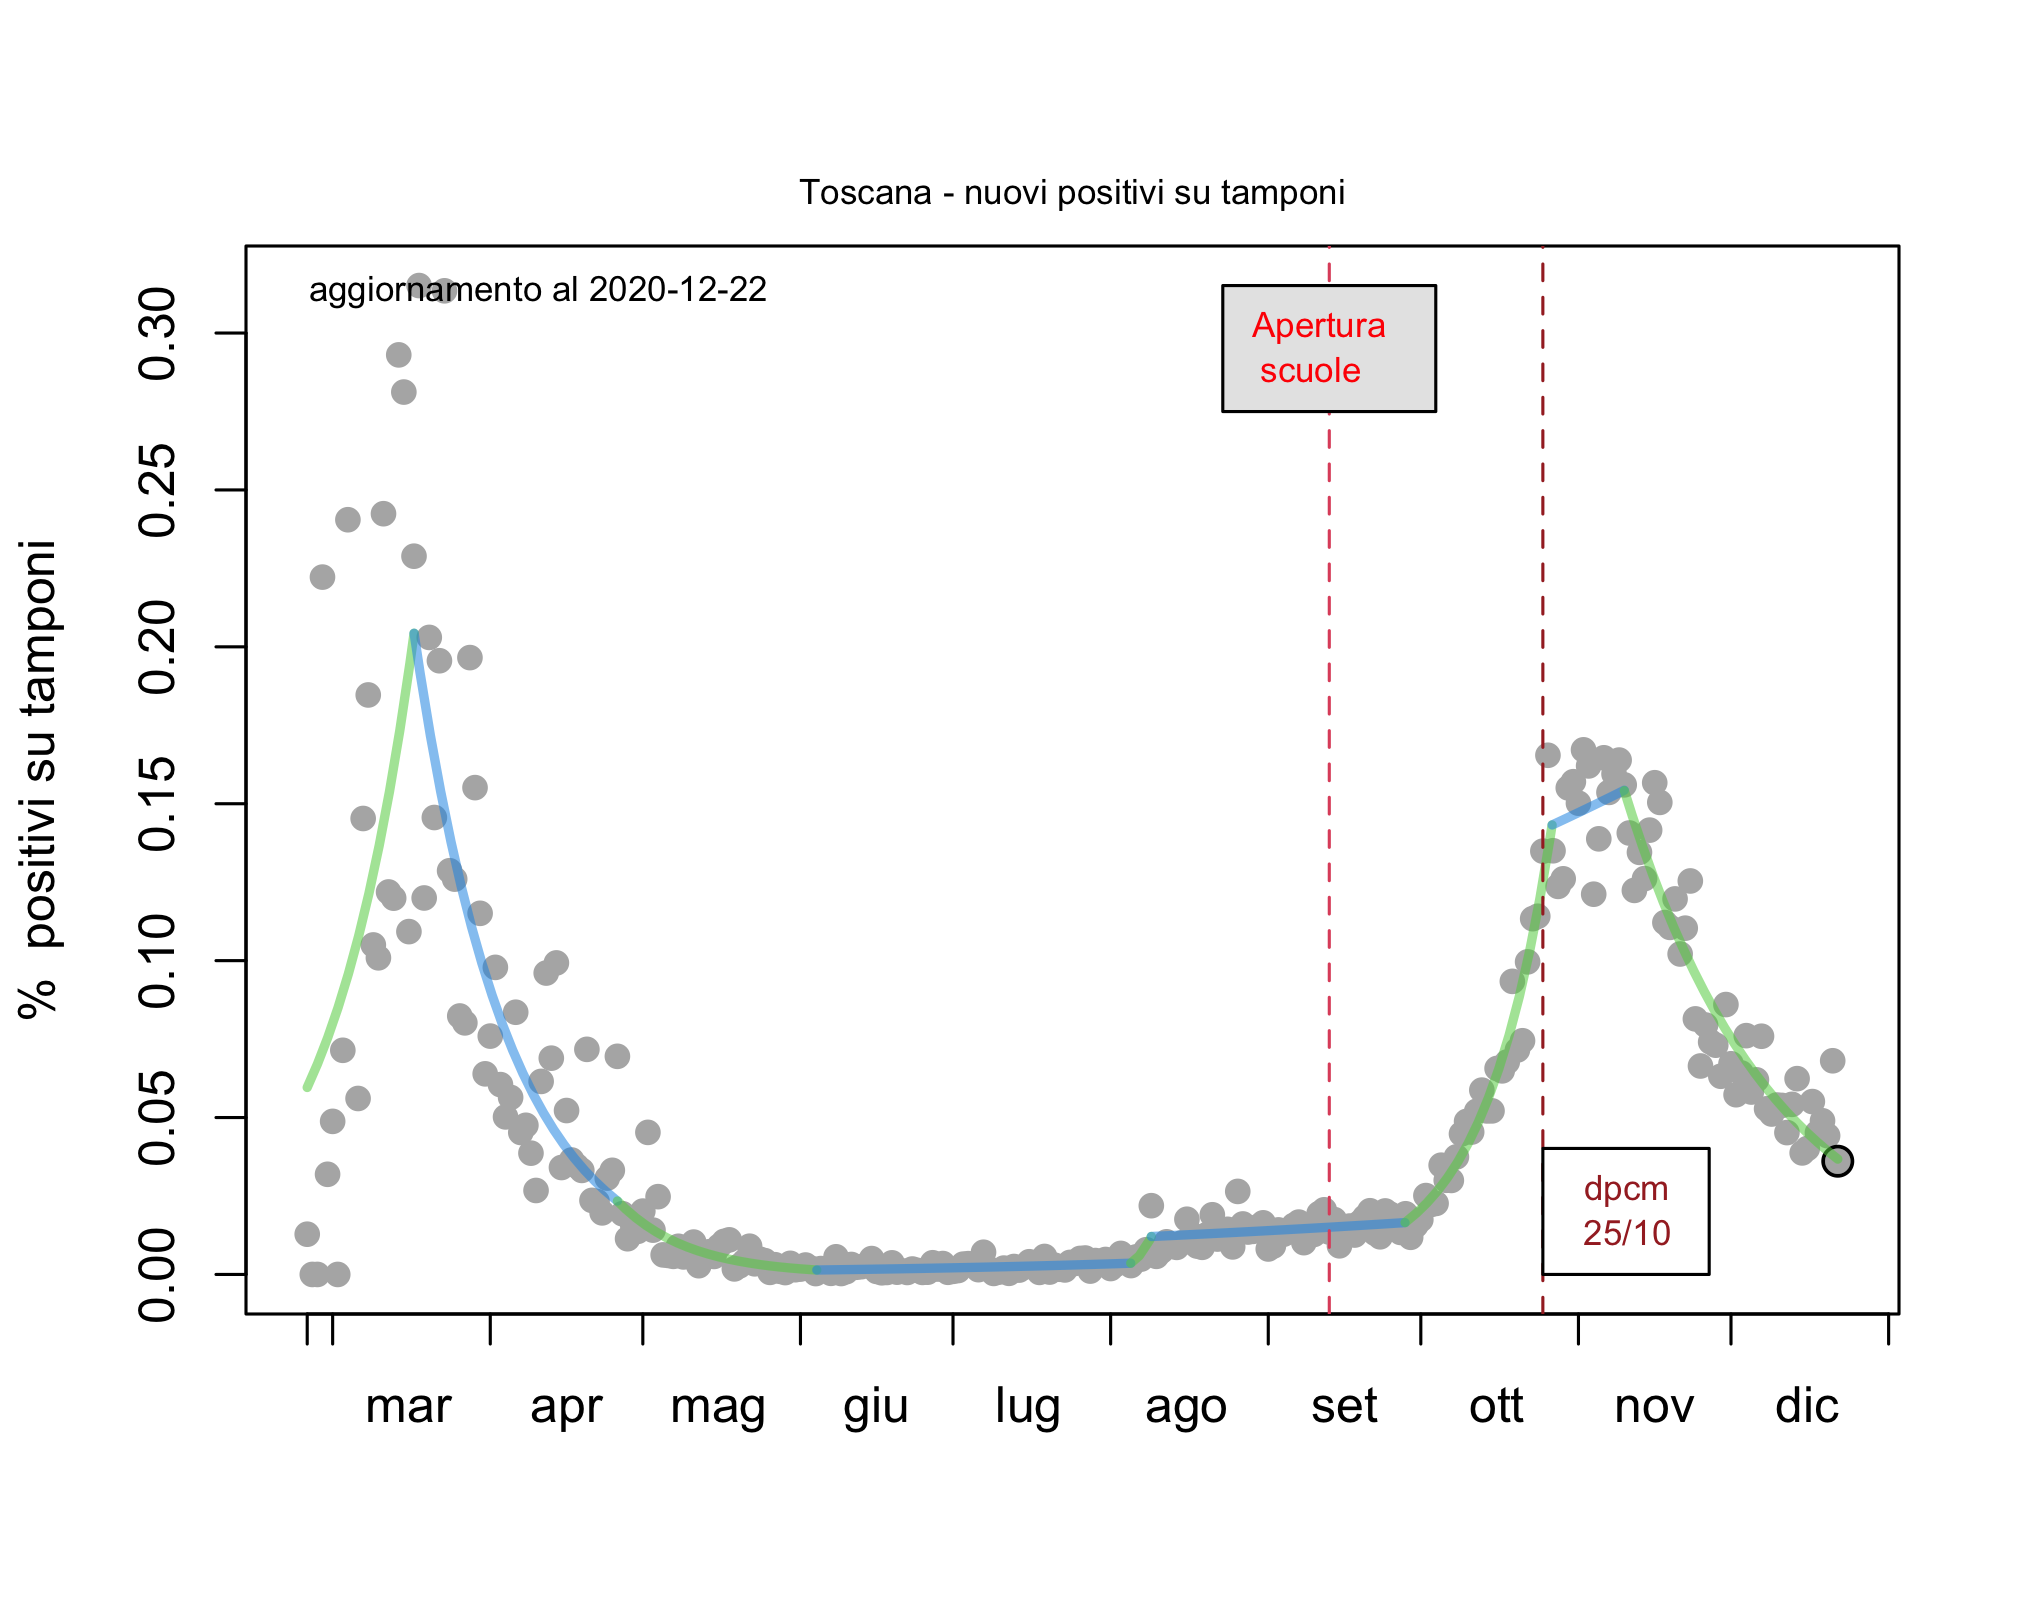 Toscana - nuovi positivi su tamponi
aggiornamento al 2020-12-22
Apertura
scuole
dpcm
25/10
% positivi su tamponi
0.30
0.25
0.20
0.15
0.10
0.05
0.00
mar apr mag giu lug ago set ott nov dic